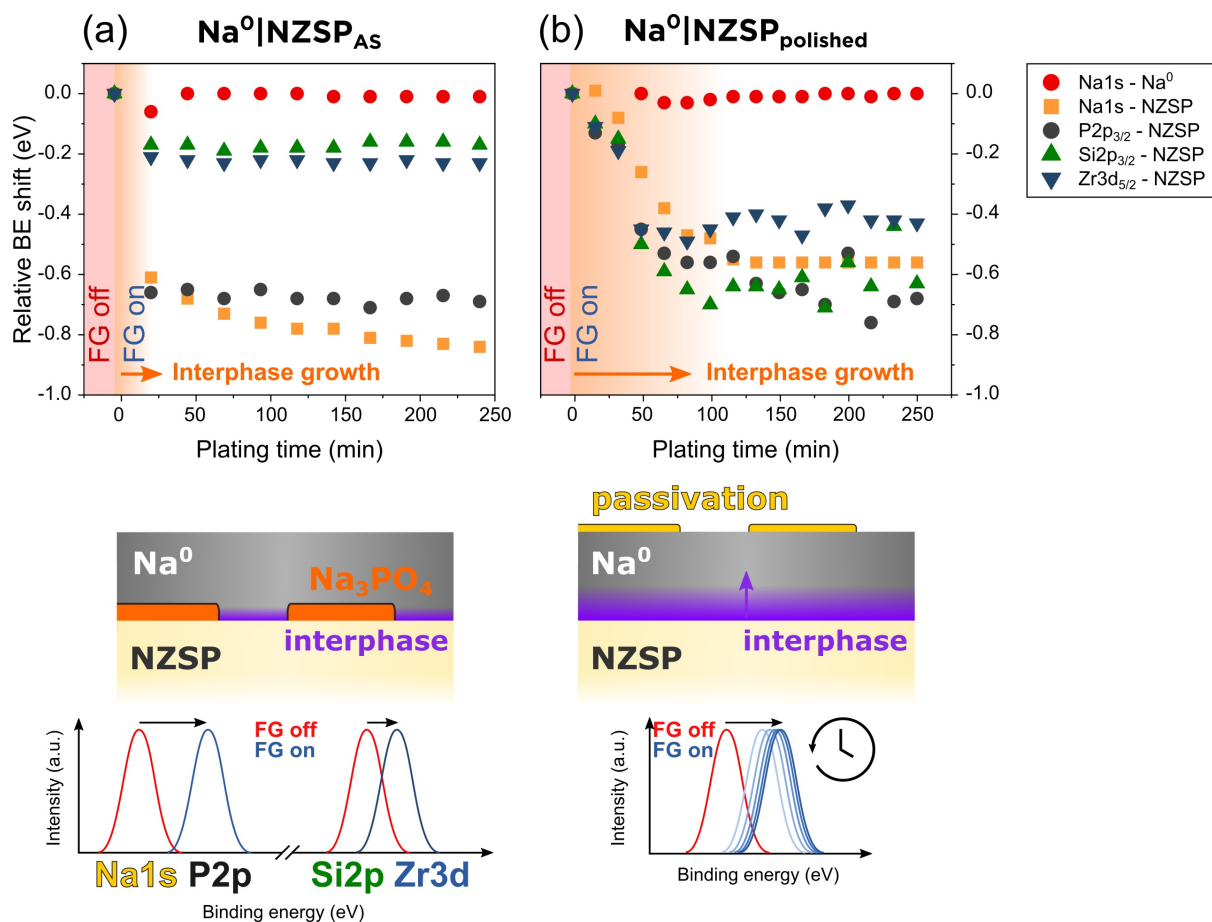 (a) Na⁰|NZSP_AS
(b) Na⁰|NZSP_polished
Relative BE shift (eV)
0.0
-0.2
-0.4
-0.6
-0.8
-1.0
FG off
FG on
Interphase growth
0 50 100 150 200 250
Plating time (min)
FG off
FG on
Interphase growth
0.0
-0.2
-0.4
-0.6
-0.8
-1.0
0 50 100 150 200 250
Plating time (min)
Na1s - Na⁰
Na1s - NZSP
P2p₃/₂ - NZSP
Si2p₃/₂ - NZSP
Zr3d₅/₂ - NZSP
Na⁰
Na₃PO₄
interphase
NZSP
passivation
Na⁰
interphase
NZSP
Intensity (a.u.)
FG off
FG on
Na1s P2p
Si2p Zr3d
Binding energy (eV)
Intensity (a.u.)
FG off
FG on
Binding energy (eV)